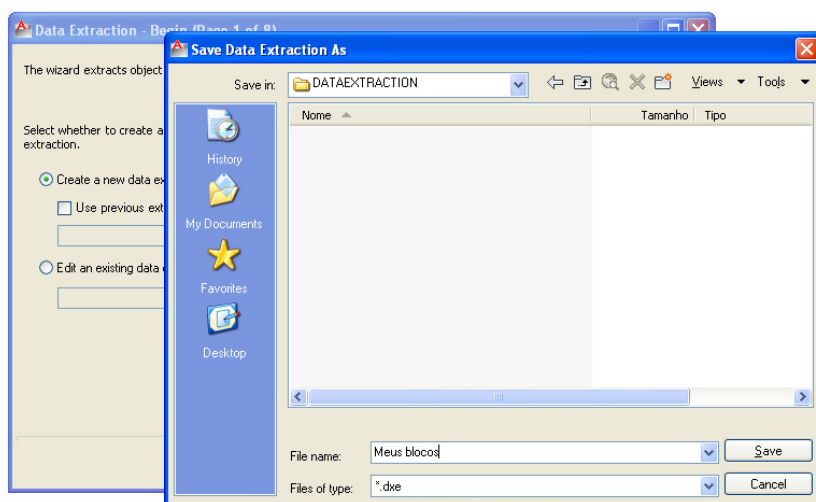 Data Extraction - Begin (Page 1 of 8)
Save Data Extraction As
The wizard extracts object
Save in:
DATAEXTRACTION
Views
Tools
Nome
Tamanho
Tipo
Select whether to create a
extraction.
History
Create a new data ex
Use previous ext
My Documents
Edit an existing data
Favorites
Desktop
File name:
Meus blocos
Save
Files of type:
*.dxe
Cancel